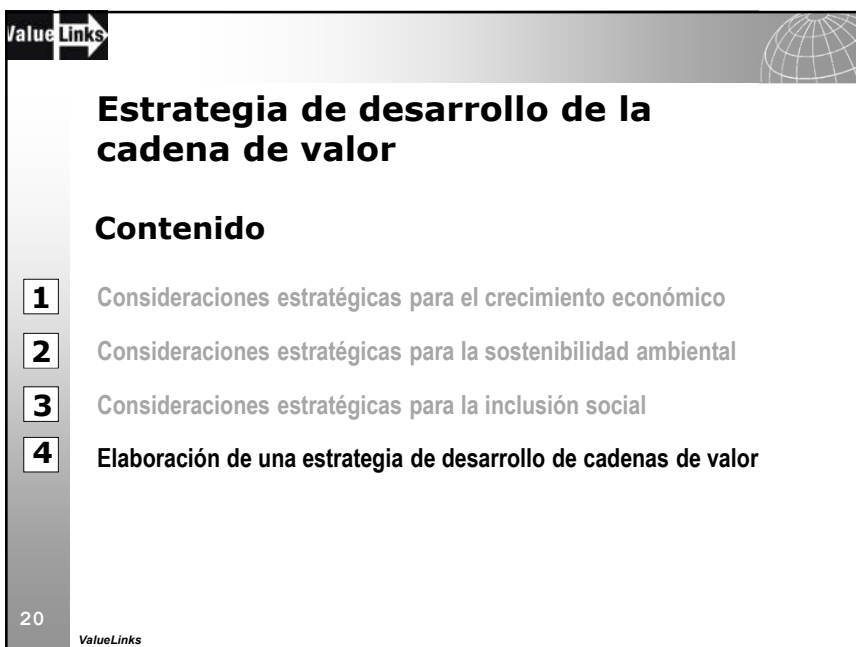 ValueLinks
Estrategia de desarrollo de la
cadena de valor
Contenido
1 Consideraciones estratégicas para el crecimiento económico
2 Consideraciones estratégicas para la sostenibilidad ambiental
3 Consideraciones estratégicas para la inclusión social
4 Elaboración de una estrategia de desarrollo de cadenas de valor
20
ValueLinks